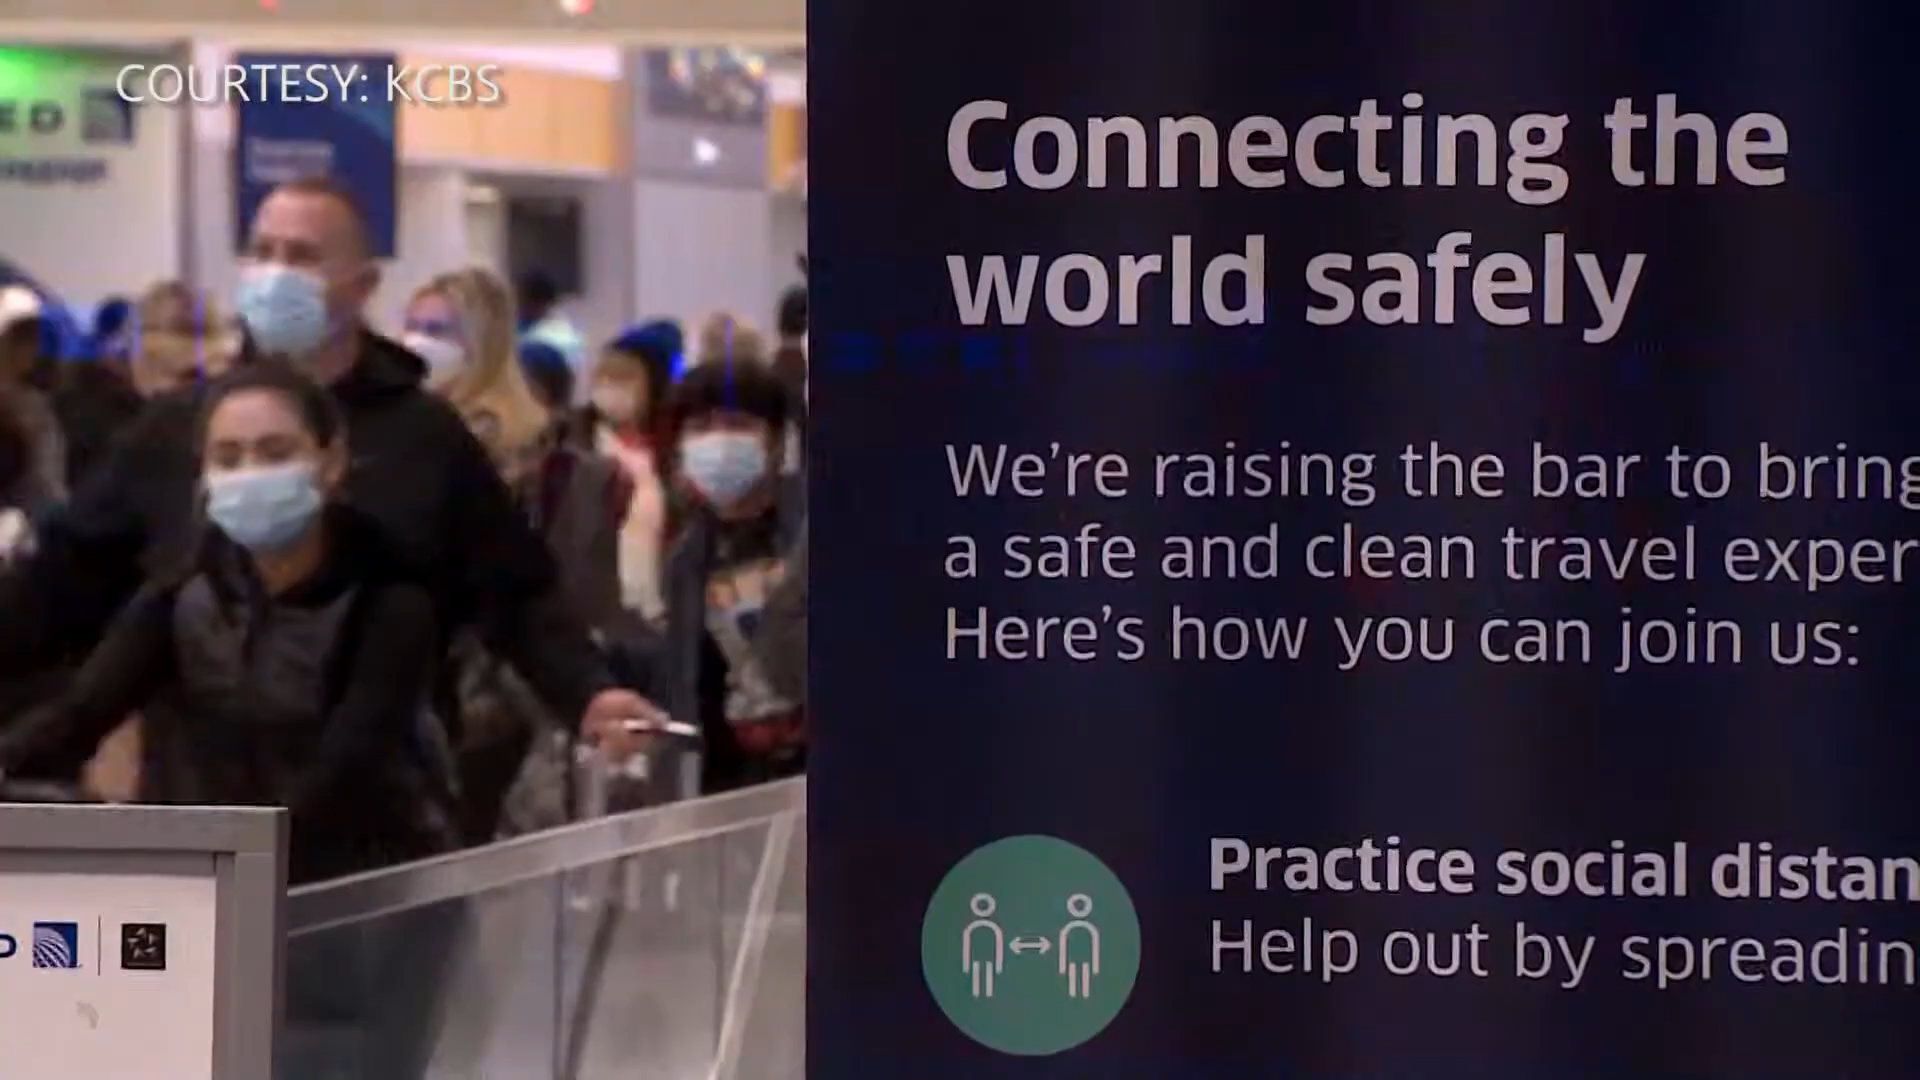 COURTESY: KCBS
ED
Connecting the
world safely
We're raising the bar to bring
a safe and clean travel exper
Here's how you can join us:
Practice social distan
Help out by spreadin